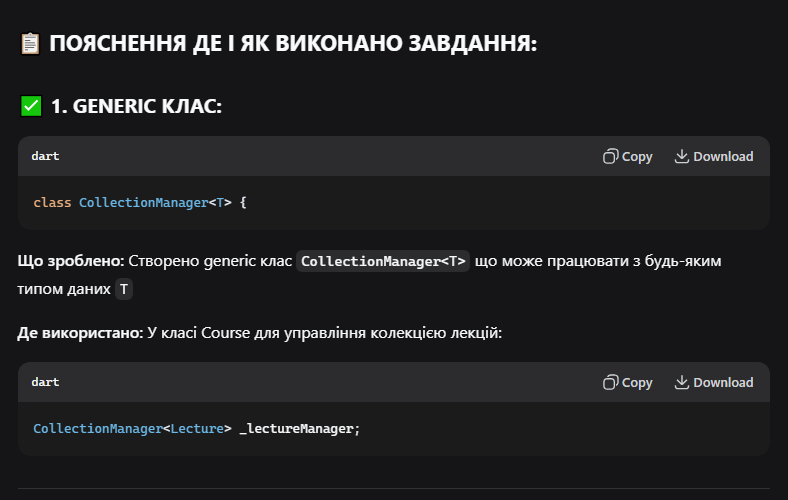 📋 ПОЯСНЕННЯ ДЕ І ЯК ВИКОНАНО ЗАВДАННЯ:
✅ 1. GENERIC КЛАС:
dart Copy Download
class CollectionManager<T> {
Що зроблено: Створено generic клас CollectionManager<T> що може працювати з будь-яким
типом даних T
Де використано: У класі Course для управління колекцією лекцій:
dart Copy Download
CollectionManager<Lecture> _lectureManager;